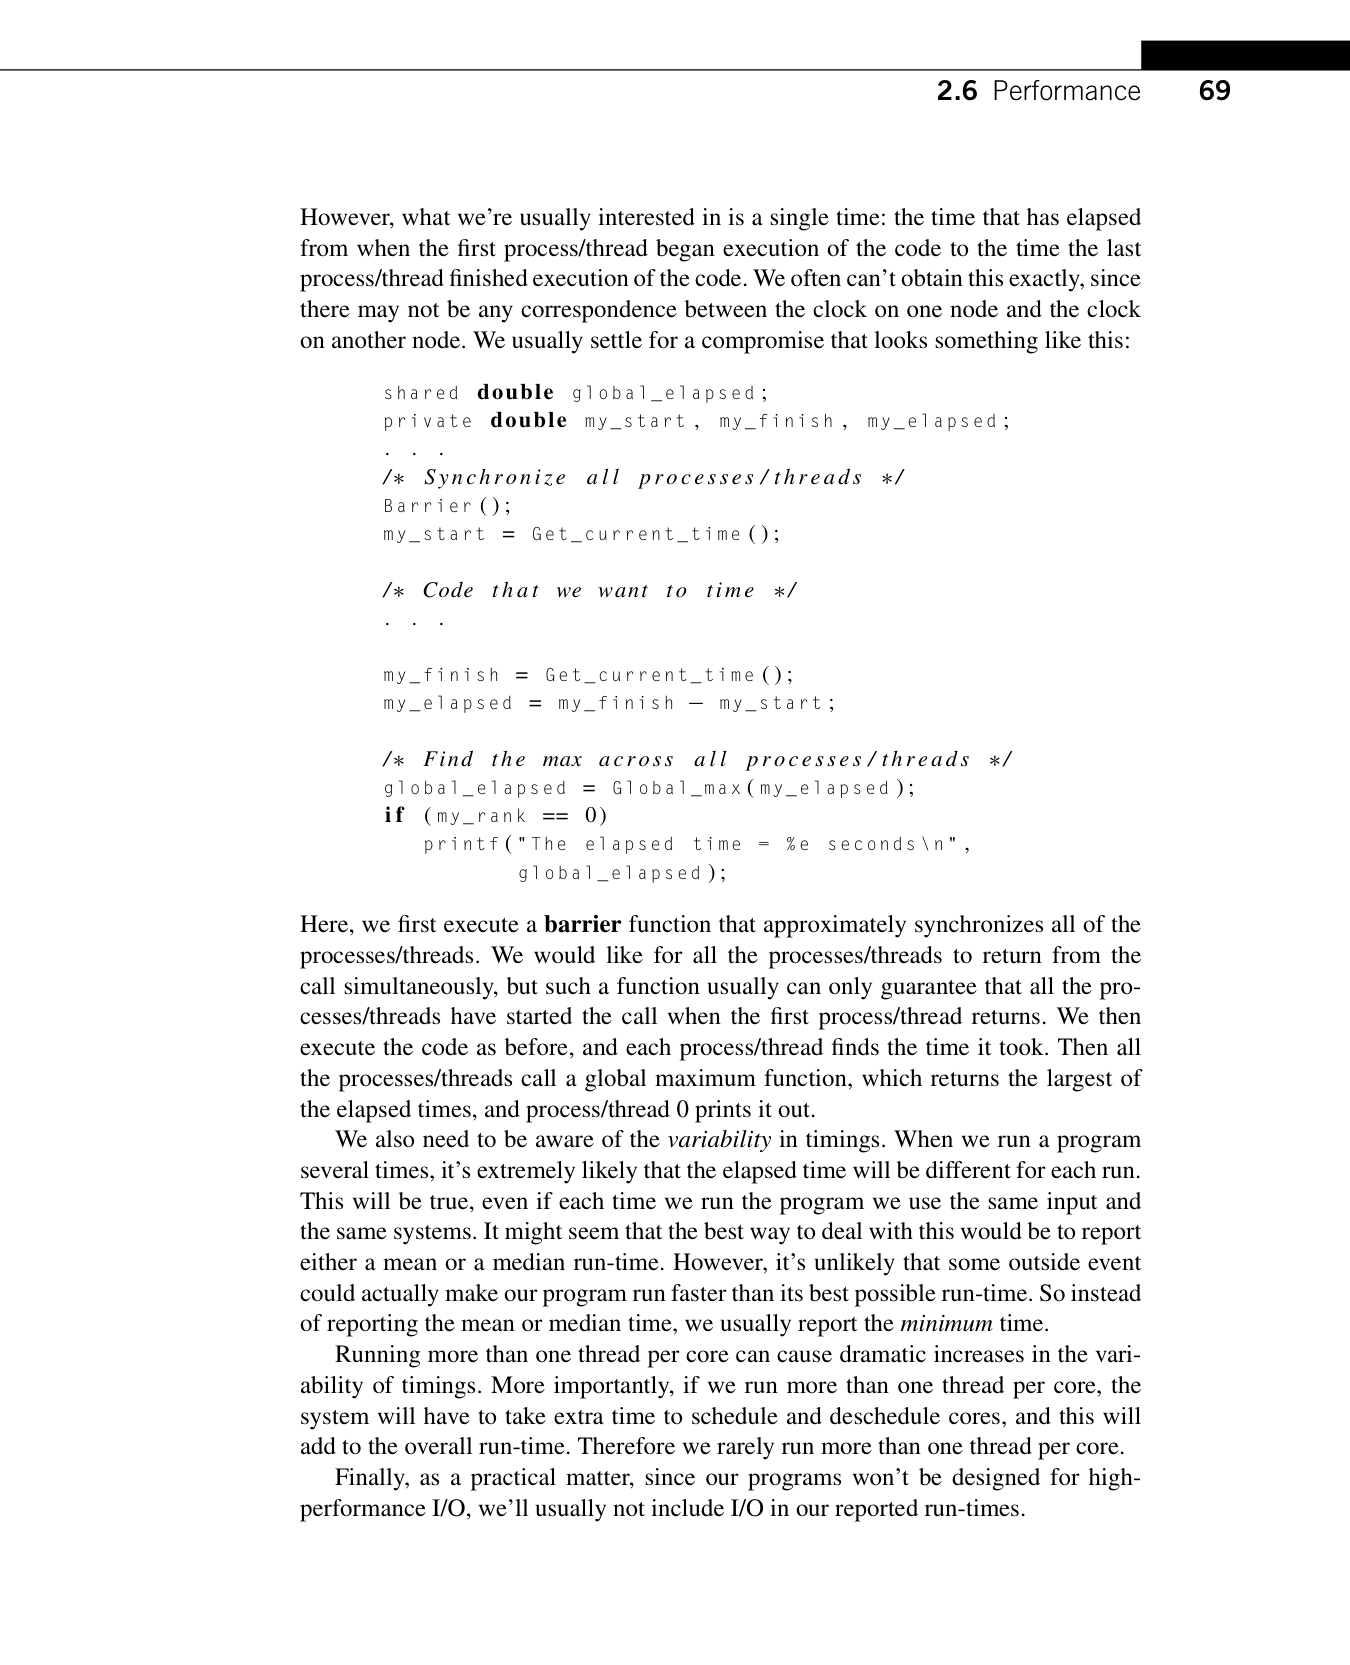 2.6 Performance 69
However, what we’re usually interested in is a single time: the time that has elapsed
from when the first process/thread began execution of the code to the time the last
process/thread finished execution of the code. We often can’t obtain this exactly, since
there may not be any correspondence between the clock on one node and the clock
on another node. We usually settle for a compromise that looks something like this:
shared double global_elapsed;
private double my_start, my_finish, my_elapsed;
. . .
/* Synchronize all processes/threads */
Barrier();
my_start = Get_current_time();
/* Code that we want to time */
. . .
my_finish = Get_current_time();
my_elapsed = my_finish − my_start;
/* Find the max across all processes/threads */
global_elapsed = Global_max(my_elapsed);
if (my_rank == 0)
printf("The elapsed time = %e seconds\n",
global_elapsed);
Here, we first execute a barrier function that approximately synchronizes all of the
processes/threads. We would like for all the processes/threads to return from the
call simultaneously, but such a function usually can only guarantee that all the pro-
cesses/threads have started the call when the first process/thread returns. We then
execute the code as before, and each process/thread finds the time it took. Then all
the processes/threads call a global maximum function, which returns the largest of
the elapsed times, and process/thread 0 prints it out.
We also need to be aware of the variability in timings. When we run a program
several times, it’s extremely likely that the elapsed time will be different for each run.
This will be true, even if each time we run the program we use the same input and
the same systems. It might seem that the best way to deal with this would be to report
either a mean or a median run-time. However, it’s unlikely that some outside event
could actually make our program run faster than its best possible run-time. So instead
of reporting the mean or median time, we usually report the minimum time.
Running more than one thread per core can cause dramatic increases in the vari-
ability of timings. More importantly, if we run more than one thread per core, the
system will have to take extra time to schedule and deschedule cores, and this will
add to the overall run-time. Therefore we rarely run more than one thread per core.
Finally, as a practical matter, since our programs won’t be designed for high-
performance I/O, we’ll usually not include I/O in our reported run-times.